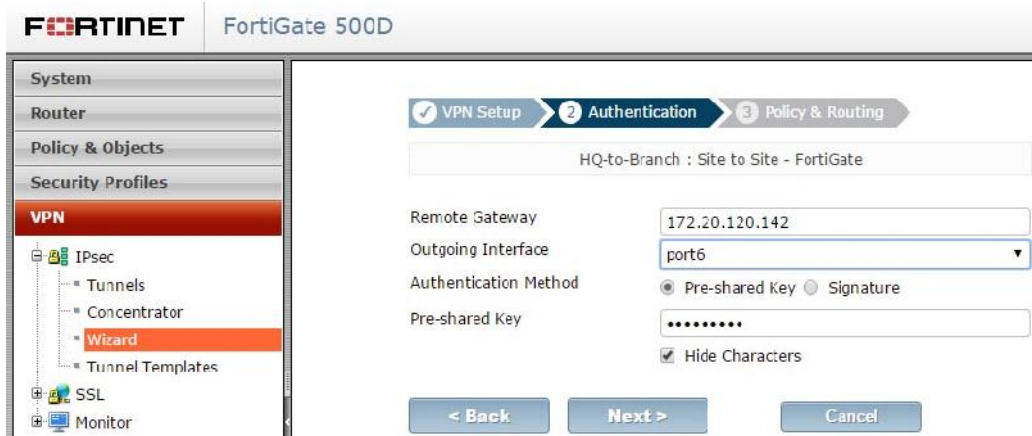 FORTINET FortiGate 500D
System
Router
Policy & Objects
Security Profiles
VPN
IPsec
Tunnels
Concentrator
Wizard
Tunnel Templates
SSL
Monitor
VPN Setup 2 Authentication 3 Policy & Routing
HQ-to-Branch : Site to Site - FortiGate
Remote Gateway 172.20.120.142
Outgoing Interface port6
Authentication Method Pre-shared Key Signature
Pre-shared Key •••••••••
Hide Characters
< Back Next > Cancel